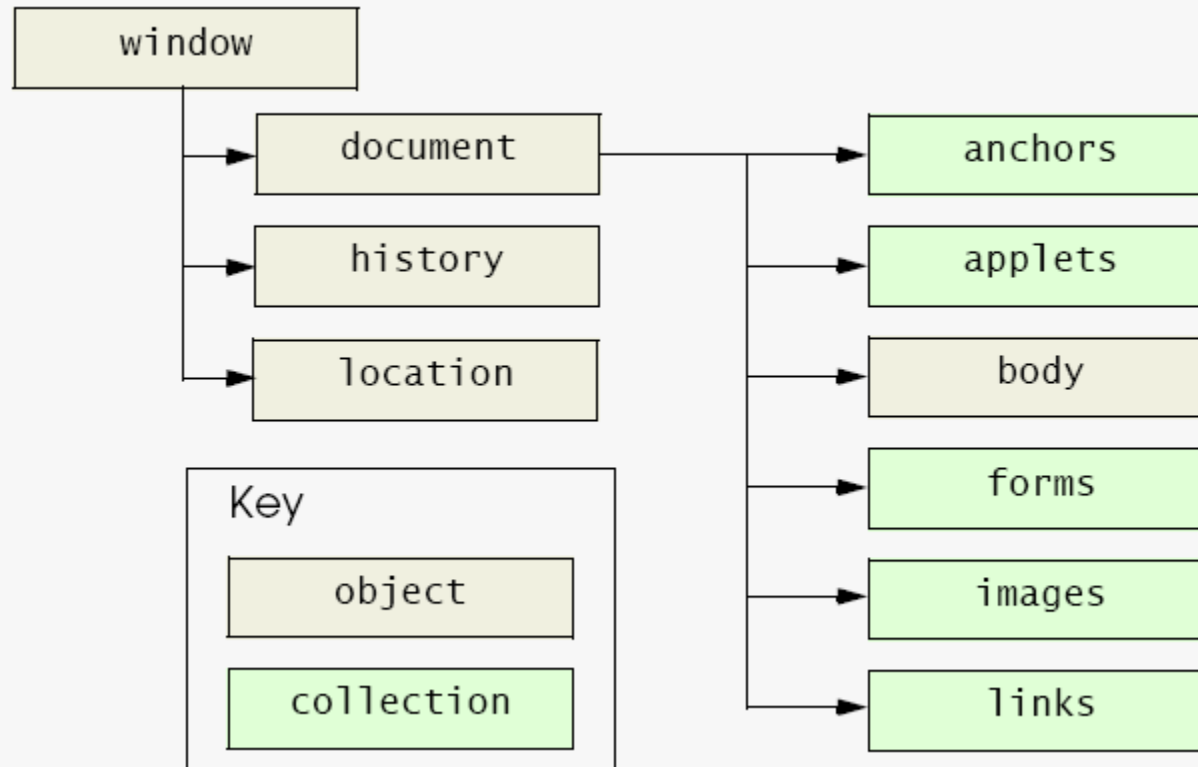 window
document
anchors
history
applets
location
body
Key
forms
object
images
collection
links